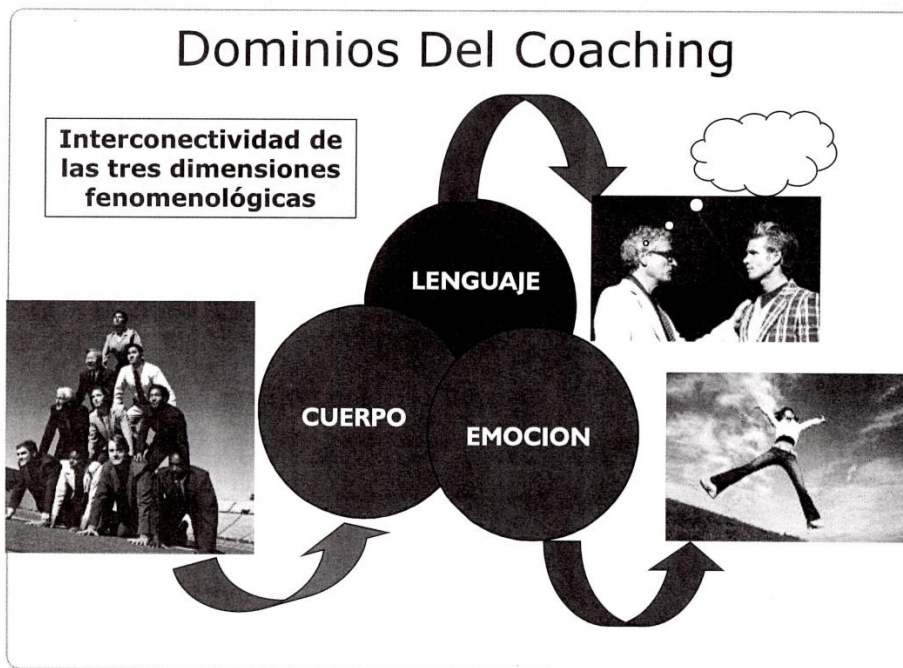 Dominios Del Coaching
Interconectividad de
las tres dimensiones
fenomenológicas
LENGUAJE
CUERPO
EMOCION